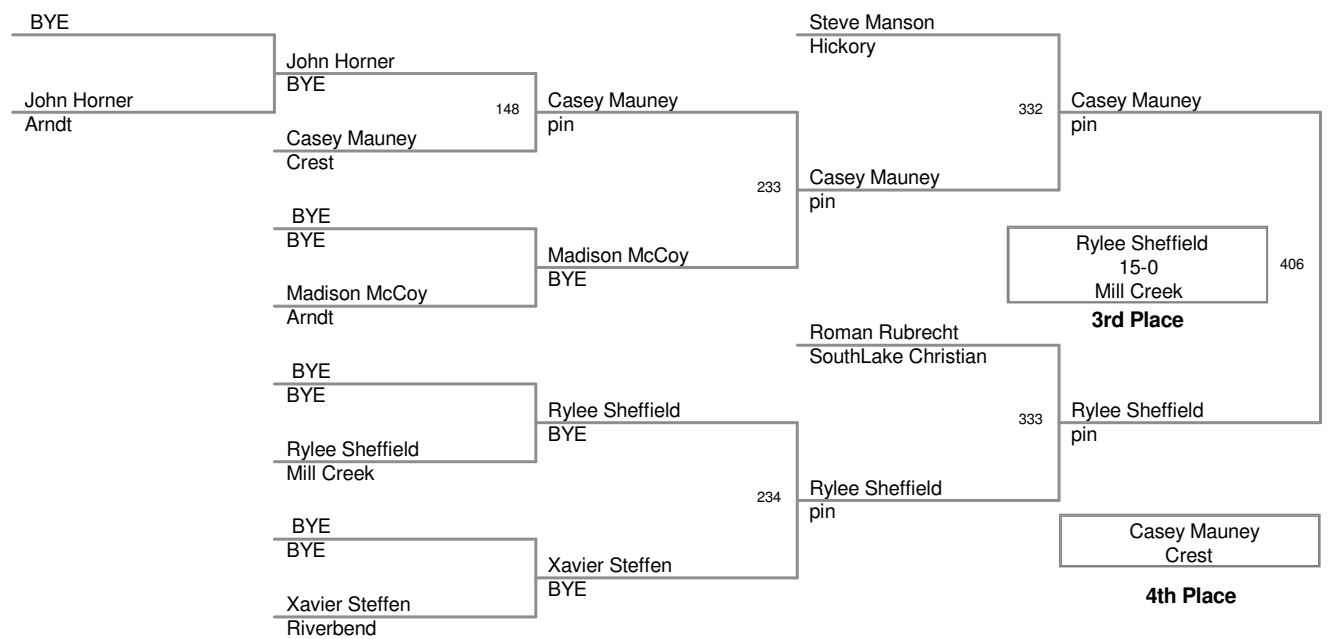 BYE
John Horner
Arndt
John Horner
BYE
148
Casey Mauney
Crest
BYE
BYE
Madison McCoy
Arndt
BYE
BYE
Rylee Sheffield
Mill Creek
BYE
BYE
Xavier Steffen
Riverbend
Casey Mauney
pin
233
Madison McCoy
BYE
Rylee Sheffield
BYE
234
Xavier Steffen
BYE
Steve Manson
Hickory
332
Casey Mauney
pin
Roman Rubrecht
SouthLake Christian
333
Rylee Sheffield
pin
Casey Mauney
pin
Rylee Sheffield
15-0
Mill Creek
3rd Place
406
Rylee Sheffield
pin
Casey Mauney
Crest
4th Place